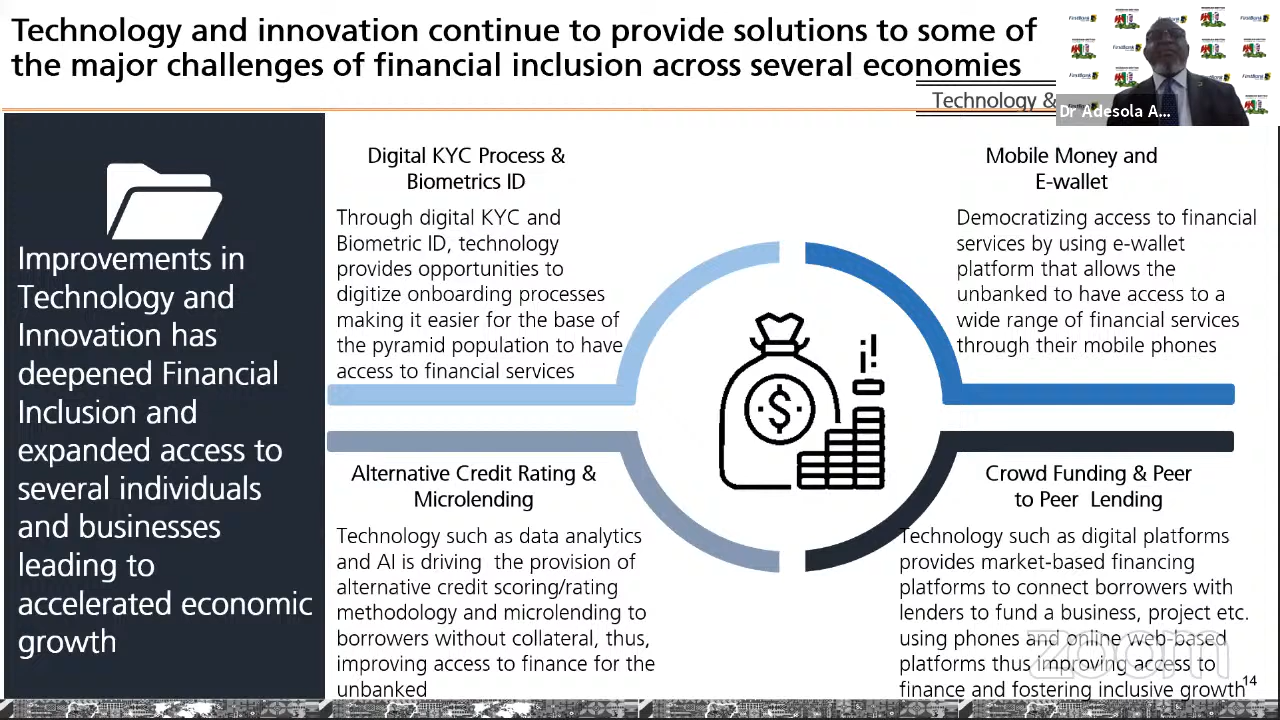 Technology and innovation continue to provide solutions to some of
the major challenges of financial inclusion across several economies
Technology &
FirstBank
Dr Adesola A...
Improvements in
Technology and
Innovation has
deepened Financial
Inclusion and
expanded access to
several individuals
and businesses
leading to
accelerated economic
growth
Digital KYC Process &
Biometrics ID
Through digital KYC and
Biometric ID, technology
provides opportunities to
digitize onboarding processes
making it easier for the base of
the pyramid population to have
access to financial services
Mobile Money and
E-wallet
Democratizing access to financial
services by using e-wallet
platform that allows the
unbanked to have access to a
wide range of financial services
through their mobile phones
Alternative Credit Rating &
Microlending
Technology such as data analytics
and AI is driving the provision of
alternative credit scoring/rating
methodology and microlending to
borrowers without collateral, thus,
improving access to finance for the
unbanked
Crowd Funding & Peer
to Peer Lending
Technology such as digital platforms
provides market-based financing
platforms to connect borrowers with
lenders to fund a business, project etc.
using phones and online web-based
platforms thus improving access to
finance and fostering inclusive growth
zoom
14